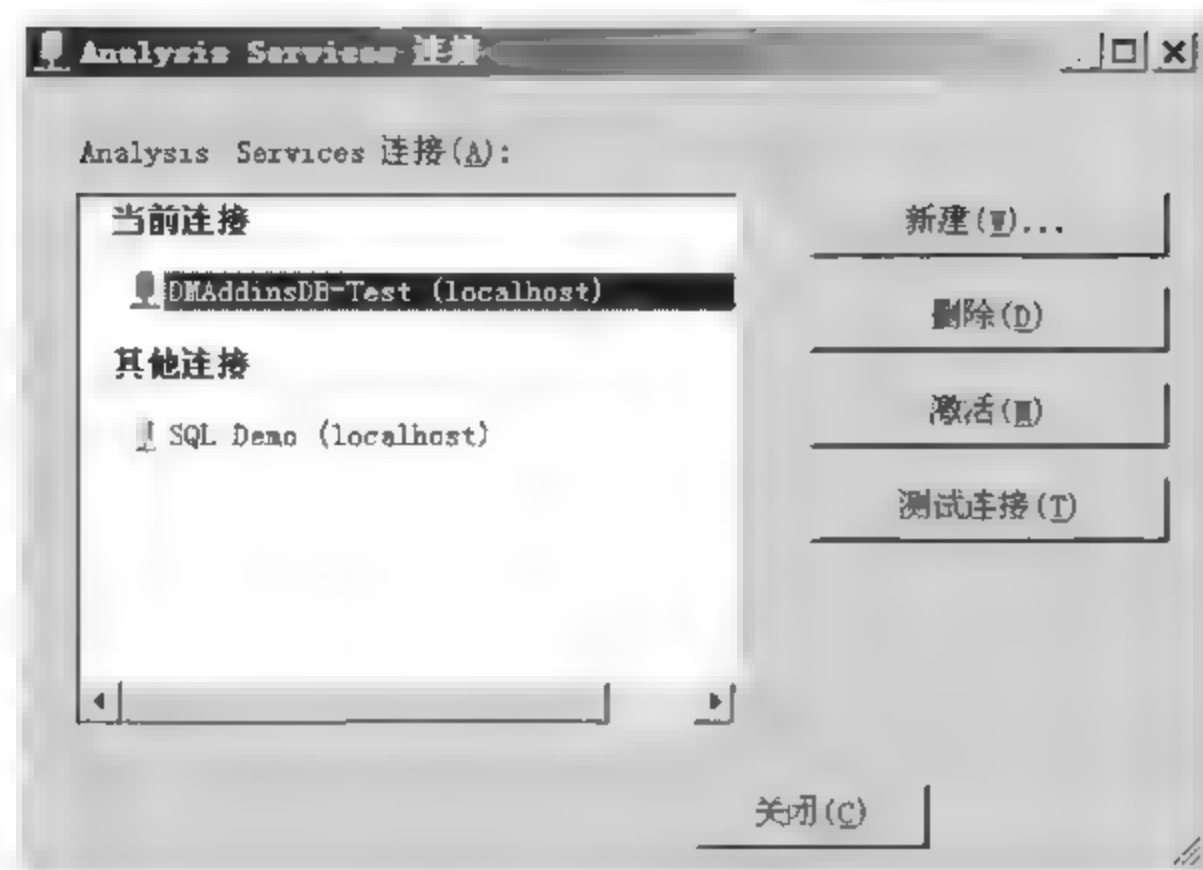 Analysis Services 连接
Analysis Services 连接(A):
当前连接
DMAddinsDB-Test (localhost)
其他连接
SQL Demo (localhost)
新建(W)...
删除(D)
激活(M)
测试连接(T)
关闭(C)